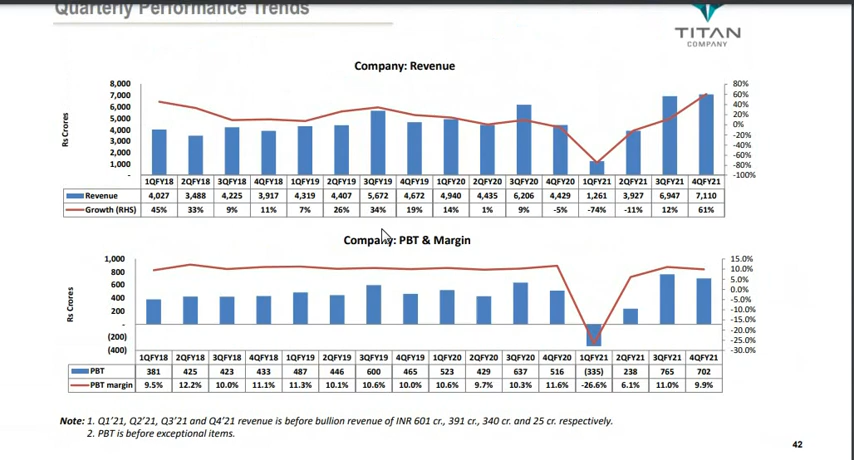 Quarterly Performance Trends
TITAN
COMPANY
Company: Revenue
Rs Crores
8,000
7,000
6,000
5,000
4,000
3,000
2,000
1,000
-
80%
60%
40%
20%
0%
-20%
-40%
-60%
-80%
-100%
1QFY18 2QFY18 3QFY18 4QFY18 1QFY19 2QFY19 3QFY19 4QFY19 1QFY20 2QFY20 3QFY20 4QFY20 1QFY21 2QFY21 3QFY21 4QFY21
Revenue 4,027 3,488 4,225 3,917 4,319 4,407 5,672 4,672 4,940 4,435 6,206 4,429 1,261 3,927 6,947 7,110
Growth (RHS) 45% 33% 9% 11% 7% 26% 34% 19% 14% 1% 9% -5% -74% -11% 12% 61%
Company: PBT & Margin
Rs Crores
1,000
800
600
400
200
-
(200)
(400)
15.0%
10.0%
5.0%
0.0%
-5.0%
-10.0%
-15.0%
-20.0%
-25.0%
-30.0%
1QFY18 2QFY18 3QFY18 4QFY18 1QFY19 2QFY19 3QFY19 4QFY19 1QFY20 2QFY20 3QFY20 4QFY20 1QFY21 2QFY21 3QFY21 4QFY21
PBT 381 425 423 433 487 446 600 465 523 429 637 516 (335) 238 765 702
PBT margin 9.5% 12.2% 10.0% 11.1% 11.3% 10.1% 10.6% 10.0% 10.6% 9.7% 10.3% 11.6% -26.6% 6.1% 11.0% 9.9%
Note: 1. Q1'21, Q2'21, Q3'21 and Q4'21 revenue is before bullion revenue of INR 601 cr., 391 cr., 340 cr. and 25 cr. respectively.
2. PBT is before exceptional items.
42